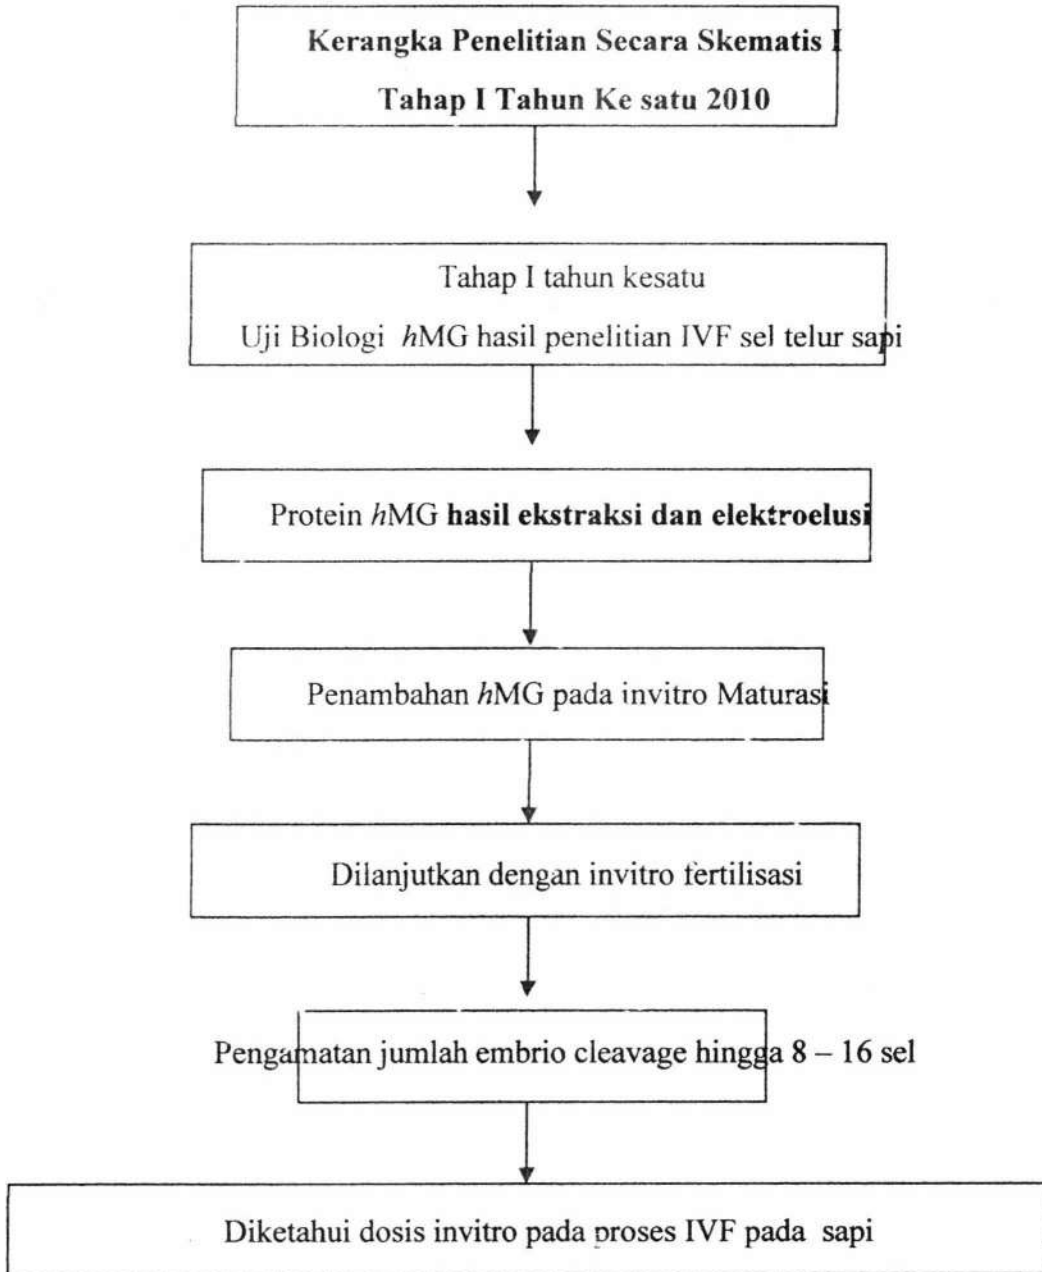 Kerangka Penelitian Secara Skematis I
Tahap I Tahun Ke satu 2010
Tahap I tahun kesatu
Uji Biologi hMG hasil penelitian IVF sel telur sapi
Protein hMG hasil ekstraksi dan elektroelusi
Penambahan hMG pada invitro Maturasi
Dilanjutkan dengan invitro fertilisasi
Pengamatan jumlah embrio cleavage hingga 8 – 16 sel
Diketahui dosis invitro pada proses IVF pada sapi